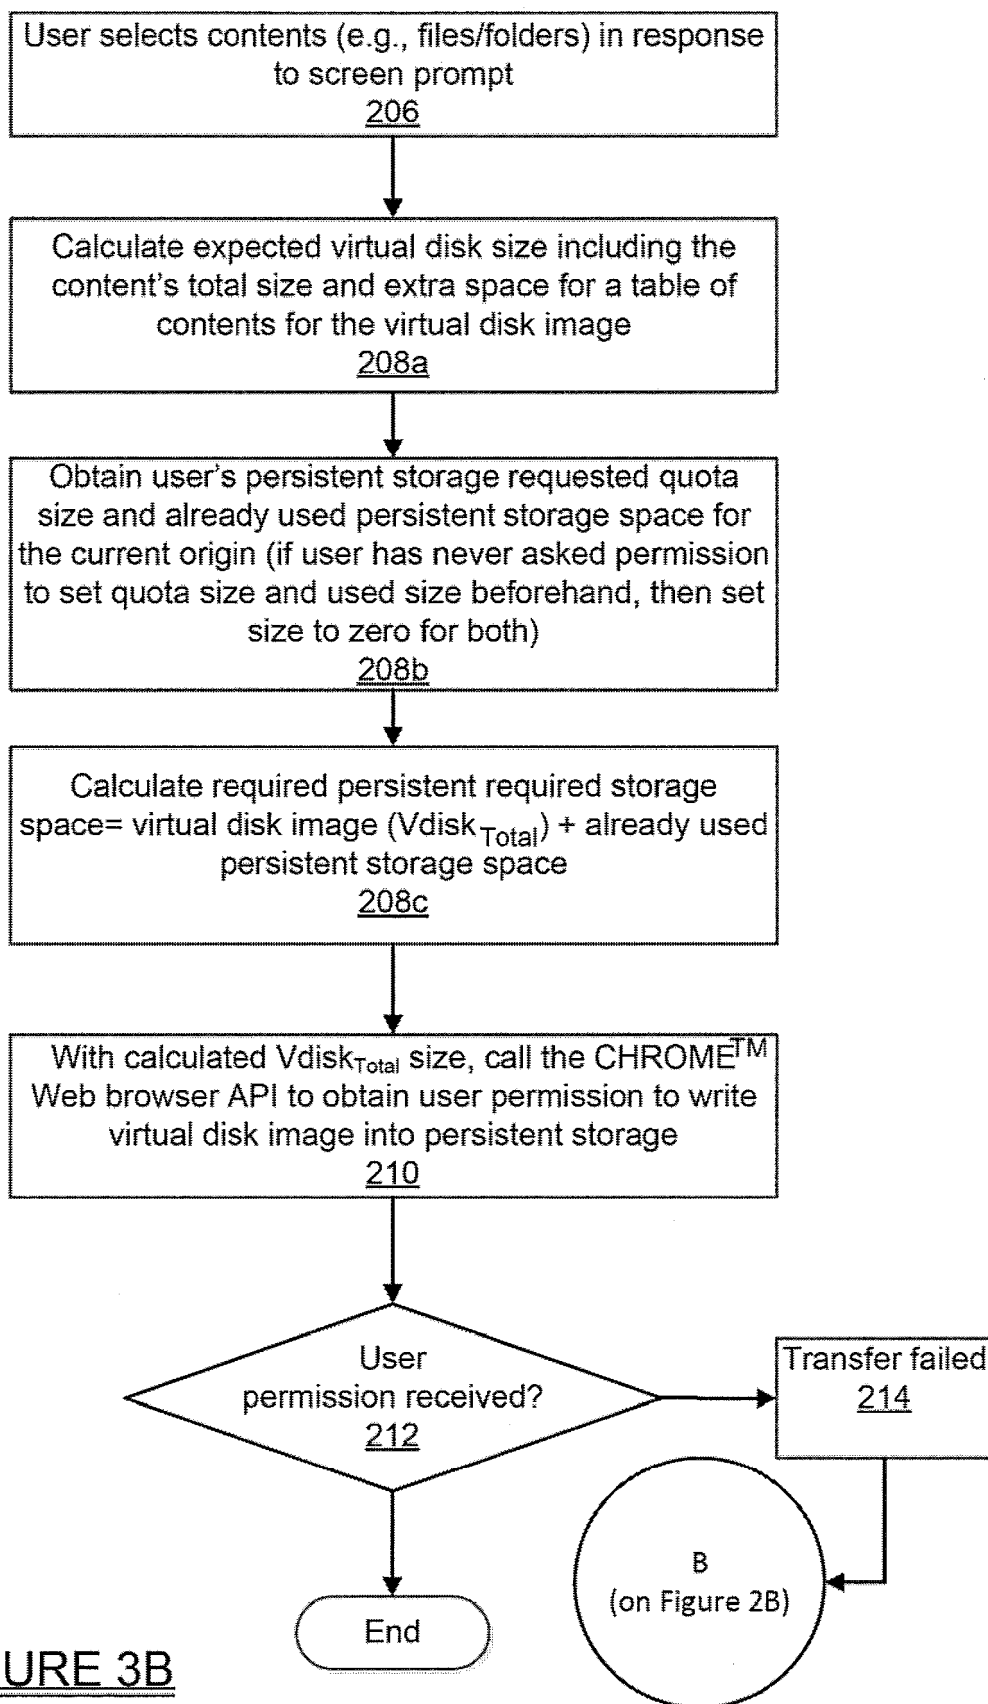 User selects contents (e.g., files/folders) in response
to screen prompt
206
Calculate expected virtual disk size including the
content's total size and extra space for a table of
contents for the virtual disk image
208a
Obtain user's persistent storage requested quota
size and already used persistent storage space for
the current origin (if user has never asked permission
to set quota size and used size beforehand, then set
size to zero for both)
208b
Calculate required persistent required storage
space= virtual disk image (VdiskTotal) + already used
persistent storage space
208c
With calculated VdiskTotal size, call the CHROME™
Web browser API to obtain user permission to write
virtual disk image into persistent storage
210
User
permission received?
212
Transfer failed
214
B
(on Figure 2B)
End
URE 3B